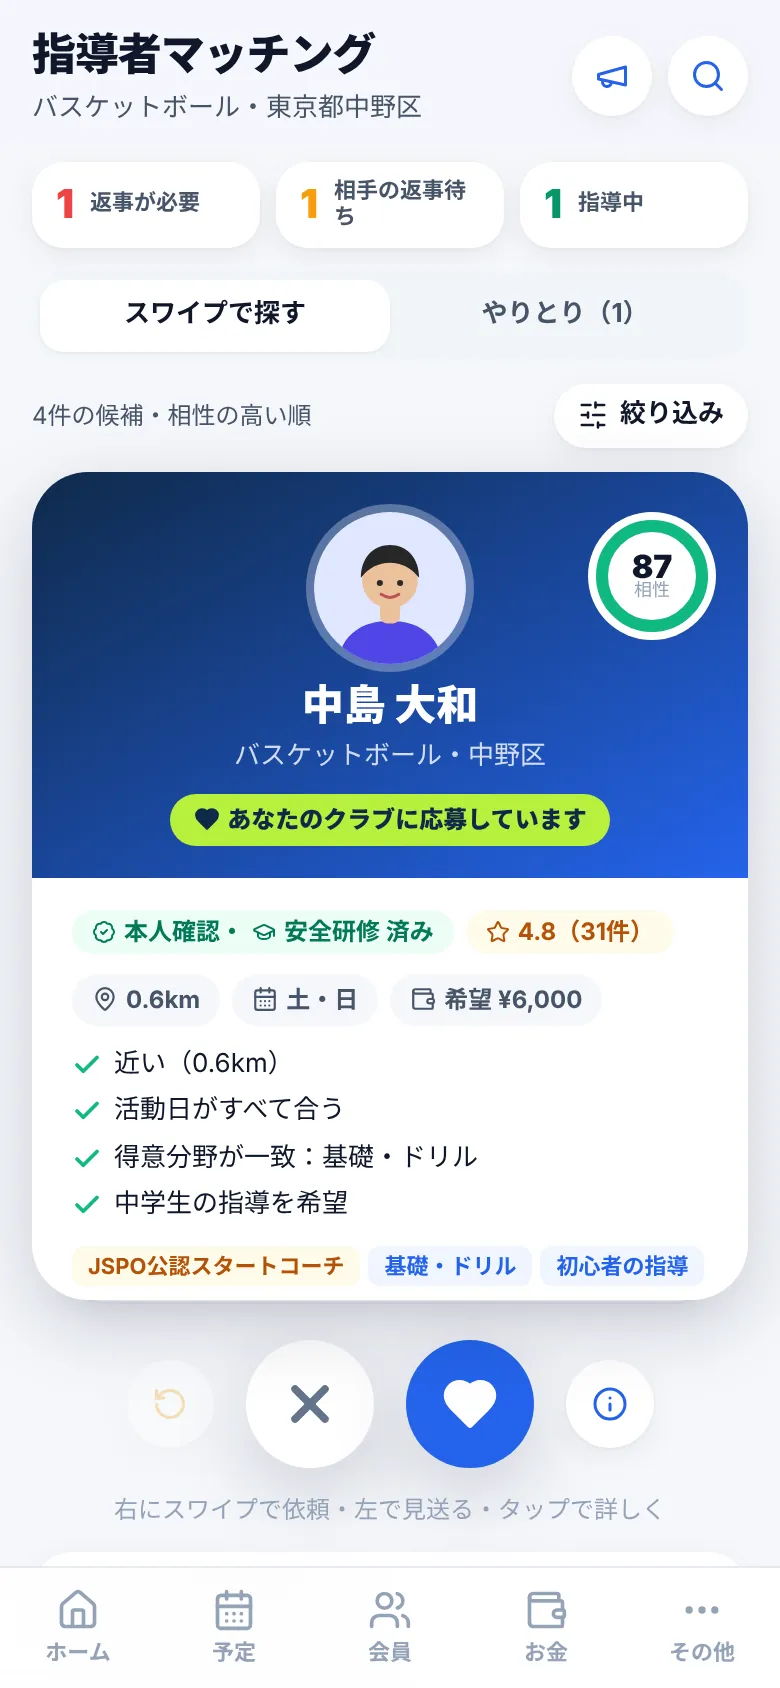 指導者マッチング
バスケットボール・東京都中野区
1 返事が必要
1 相手の返事待
ち
1 指導中
スワイプで探す
やりとり（1）
4件の候補・相性の高い順
絞り込み
87
相性
中島 大和
バスケットボール・中野区
あなたのクラブに応募しています
本人確認・ 安全研修 済み
4.8（31件）
0.6km
土・日
希望 ¥6,000
近い（0.6km）
活動日がすべて合う
得意分野が一致：基礎・ドリル
中学生の指導を希望
JSPO公認スタートコーチ
基礎・ドリル
初心者の指導
右にスワイプで依頼・左で見送る・タップで詳しく
ホーム
予定
会員
お金
その他